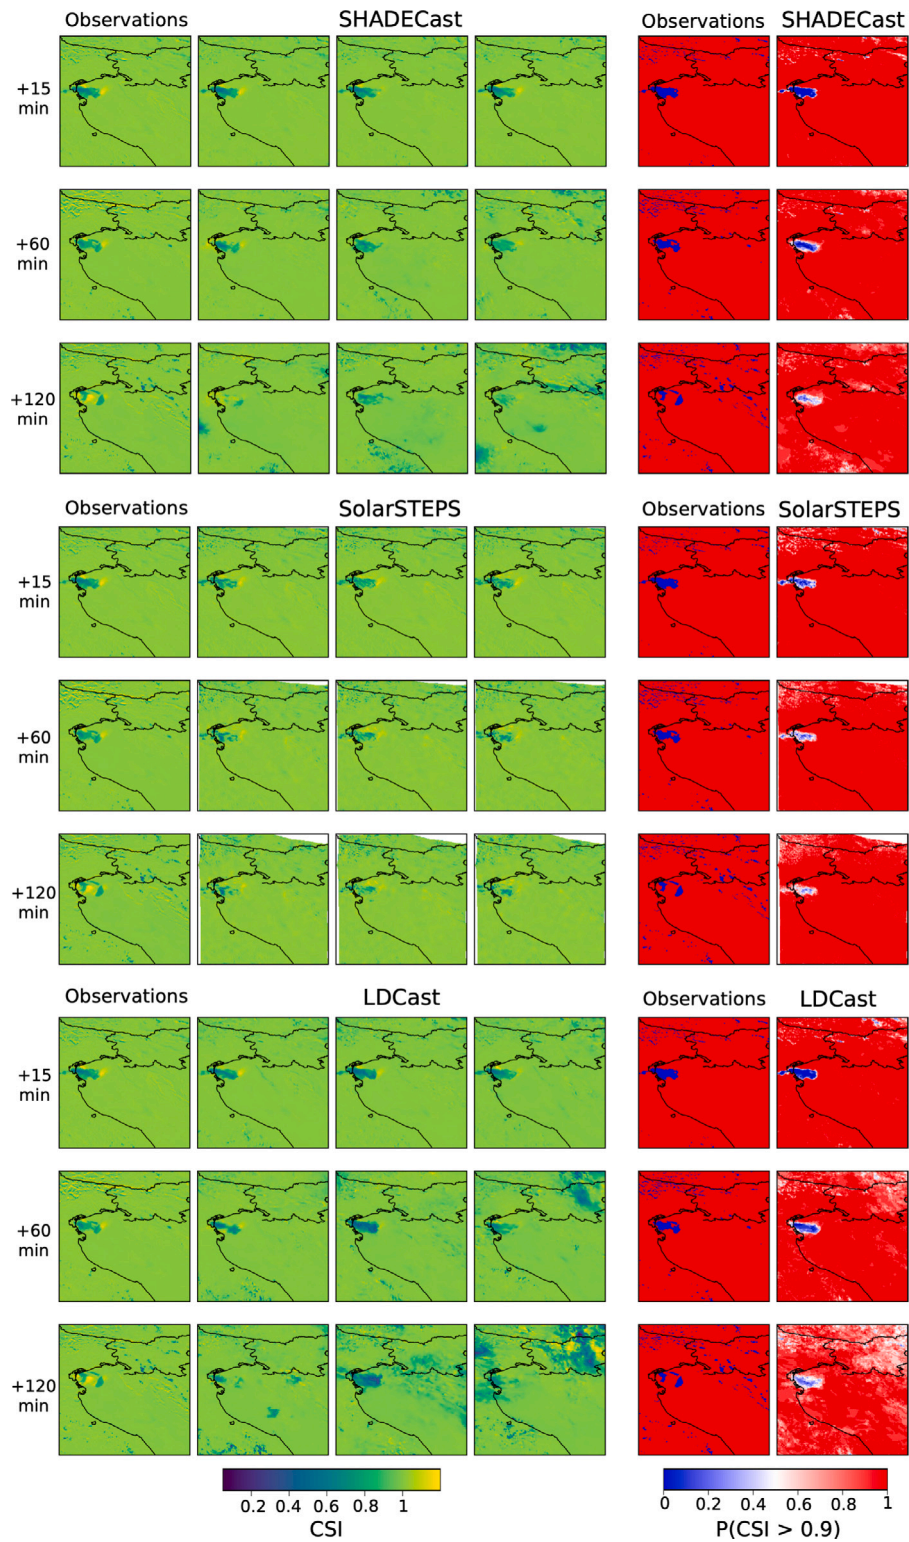 Observations SHADECast Observations SHADECast
+15
min
+60
min
+120
min
Observations SolarSTEPS Observations SolarSTEPS
+15
min
+60
min
+120
min
Observations LDCast Observations LDCast
+15
min
+60
min
+120
min
0.2 0.4 0.6 0.8 1
CSI
0 0.2 0.4 0.6 0.8 1
P(CSI > 0.9)